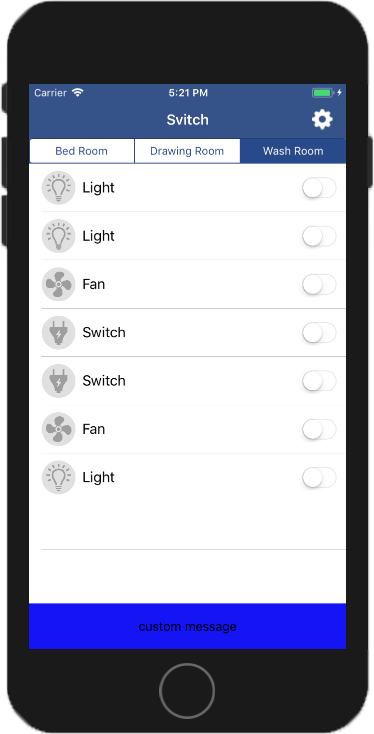 Carrier 5:21 PM
Svitch
Bed Room Drawing Room Wash Room
Light
Light
Fan
Switch
Switch
Fan
Light
custom message